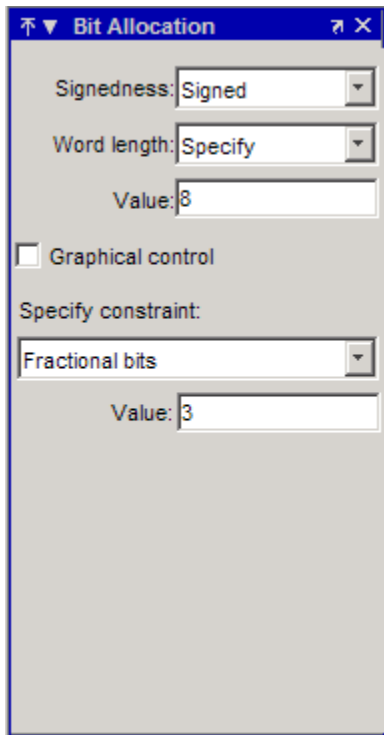 Bit Allocation
Signedness: Signed
Word length: Specify
Value: 8
Graphical control
Specify constraint:
Fractional bits
Value: 3